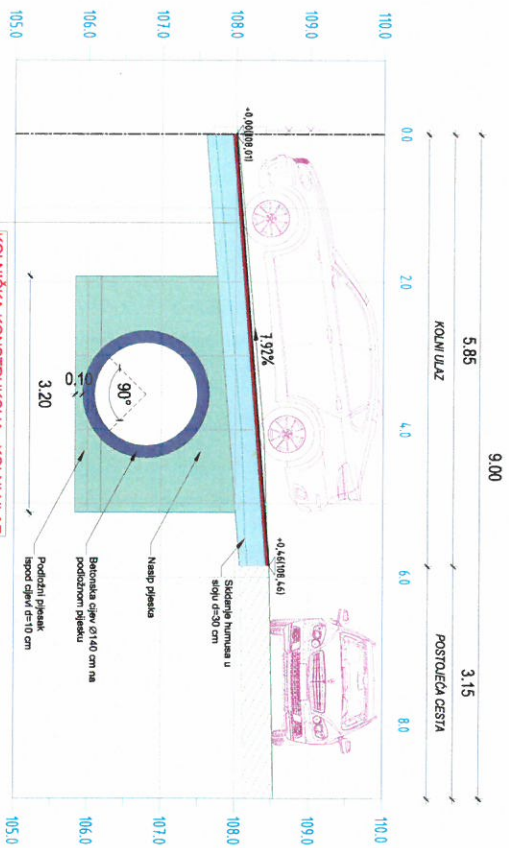 9.00
5.85
3.15
KOLNI ULAZ
POSTOJEĆA CESTA
0.0
2.0
4.0
6.0
8.0
110.0
110.0
109.0
109.0
108.0
108.0
107.0
107.0
106.0
106.0
105.0
105.0
+0,00(108,01)
7.92%
+0,46(108,46)
Skidanje humusa u
sloju d=30 cm
Nasip pijeska
Betonska cijev Ø140 cm na
podložnom pijesku
Podložni pijesak
ispod cijevi d=10 cm
90°
0.10
3.20